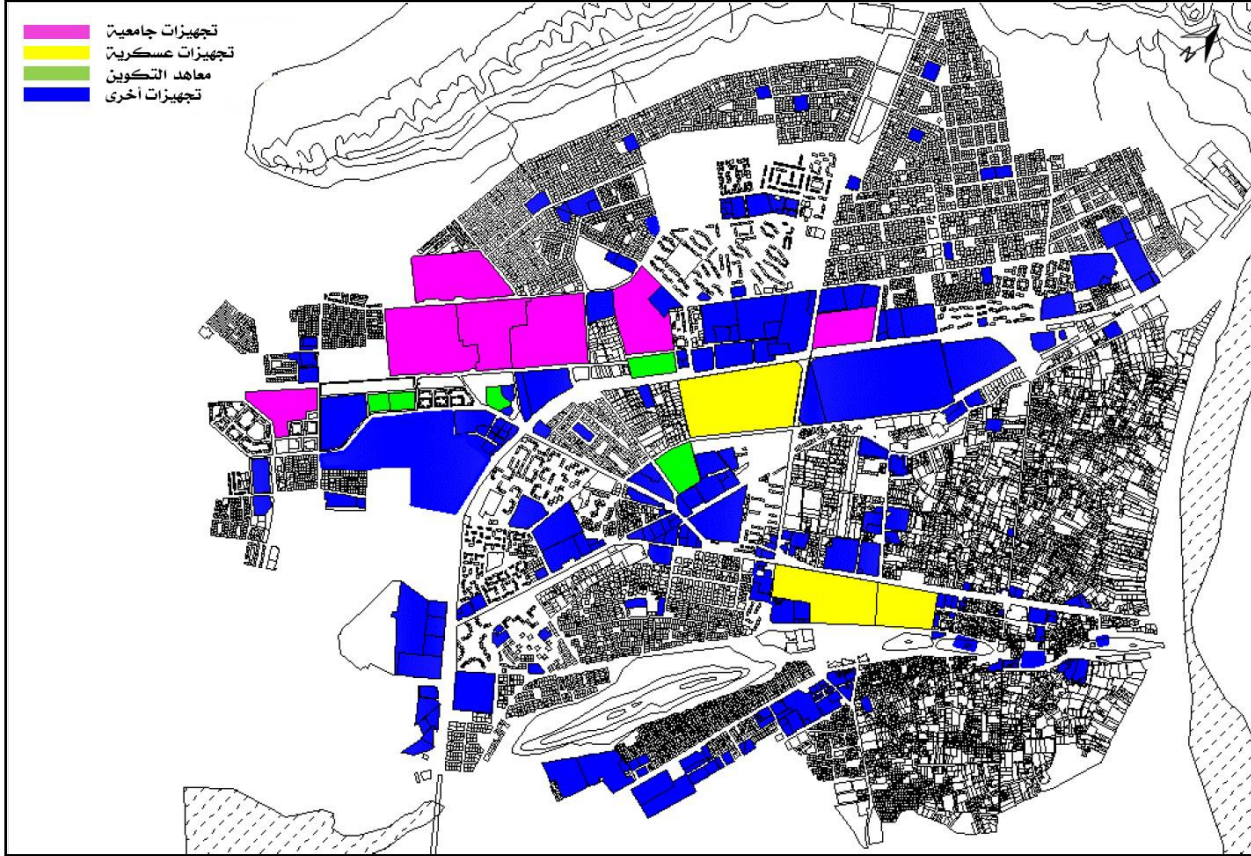 تجهيزات جامعية
تجهيزات عسكرية
معاهد التكوين
تجهيزات أخرى
N